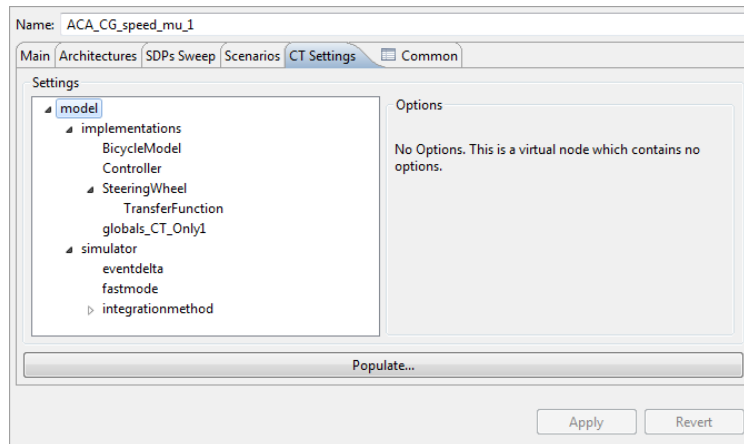 Name: ACA_CG_speed_mu_1
Main Architectures SDPs Sweep Scenarios CT Settings Common
Settings
model
implementations
BicycleModel
Controller
SteeringWheel
TransferFunction
globals_CT_Only1
simulator
eventdelta
fastmode
integrationmethod
Options
No Options. This is a virtual node which contains no
options.
Populate...
Apply Revert